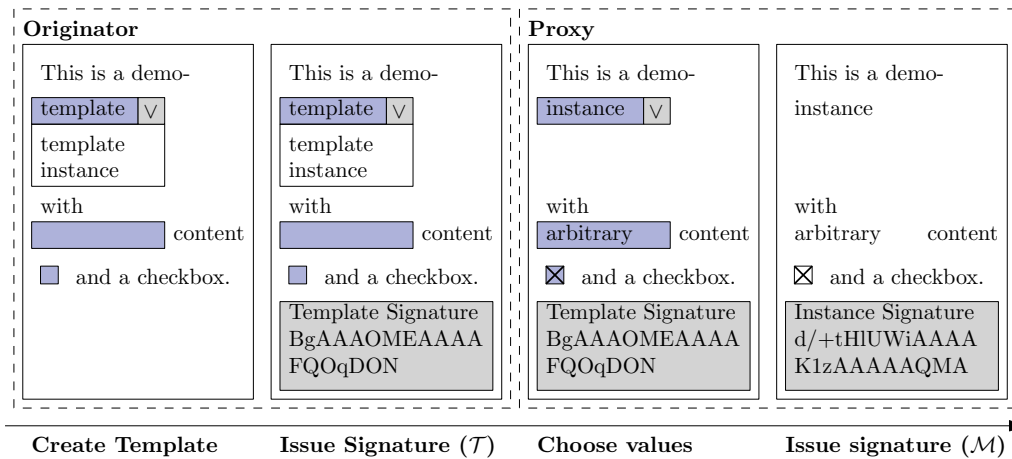 Originator
This is a demo-
template ∨
template
instance
with
content
and a checkbox.
This is a demo-
template ∨
template
instance
with
content
and a checkbox.
Template Signature
BgAAAOMEAAAA
FQOqDON
Proxy
This is a demo-
instance ∨
with
arbitrary content
and a checkbox.
Template Signature
BgAAAOMEAAAA
FQOqDON
This is a demo-
instance
with
arbitrary content
and a checkbox.
Instance Signature
d/+tHlUWiAAAA
K1zAAAAAQMA
Create Template
Issue Signature (𝒯)
Choose values
Issue signature (ℳ)